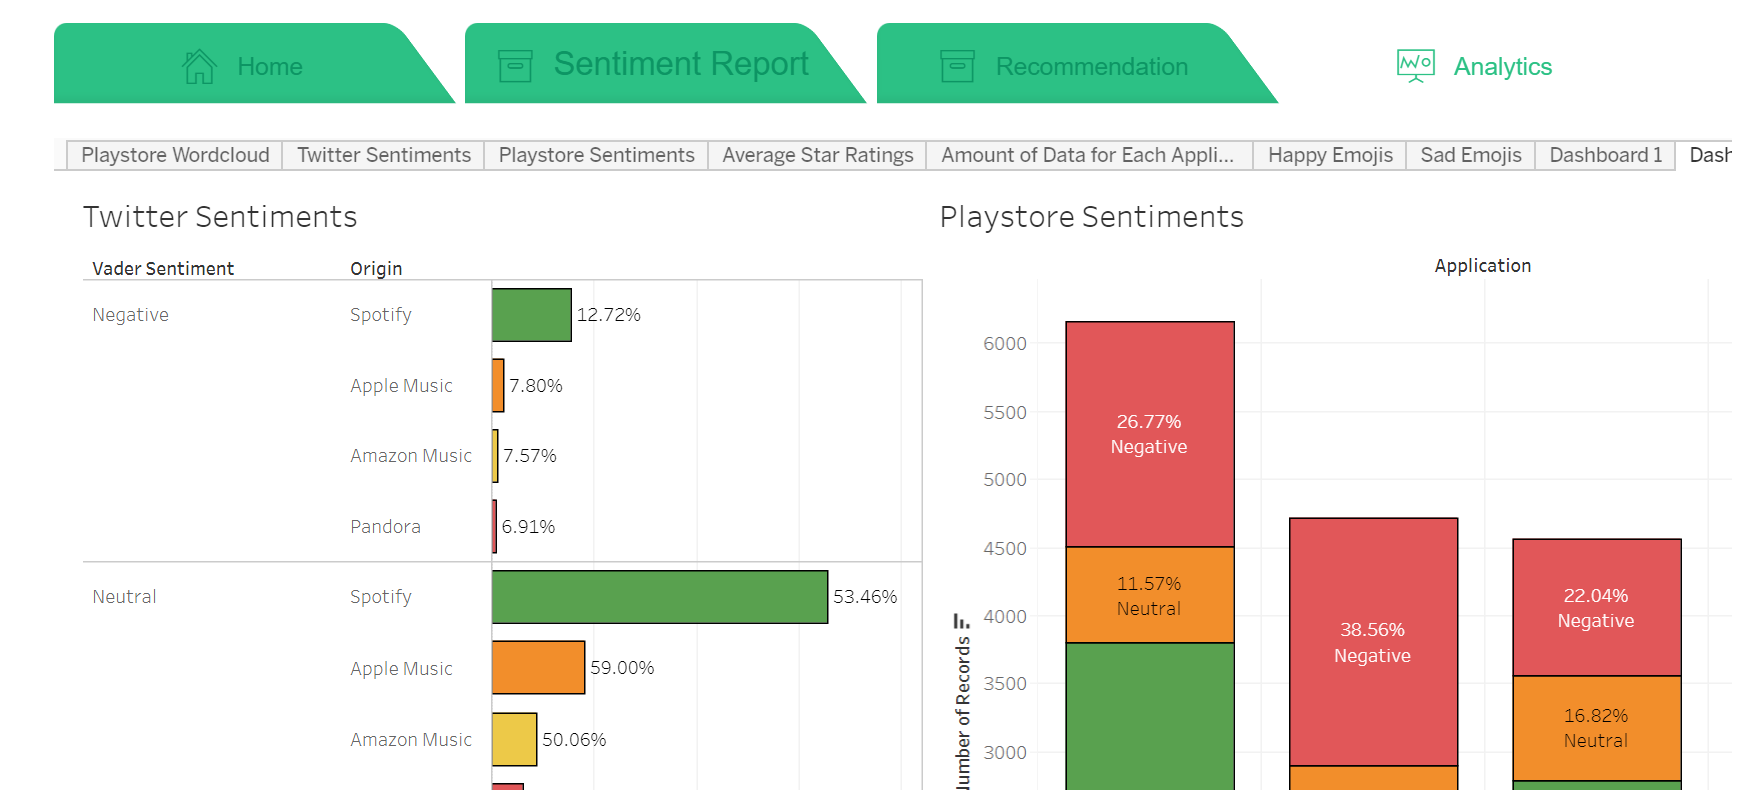 Home
Sentiment Report
Recommendation
Analytics
Playstore Wordcloud
Twitter Sentiments
Playstore Sentiments
Average Star Ratings
Amount of Data for Each Appli...
Happy Emojis
Sad Emojis
Dashboard 1
Dash
Twitter Sentiments
Vader Sentiment
Origin
Negative
Spotify
12.72%
Apple Music
7.80%
Amazon Music
7.57%
Pandora
6.91%
Neutral
Spotify
53.46%
Apple Music
59.00%
Amazon Music
50.06%
Playstore Sentiments
Application
Number of Records
6000
5500
5000
4500
4000
3500
3000
26.77%
Negative
11.57%
Neutral
38.56%
Negative
22.04%
Negative
16.82%
Neutral